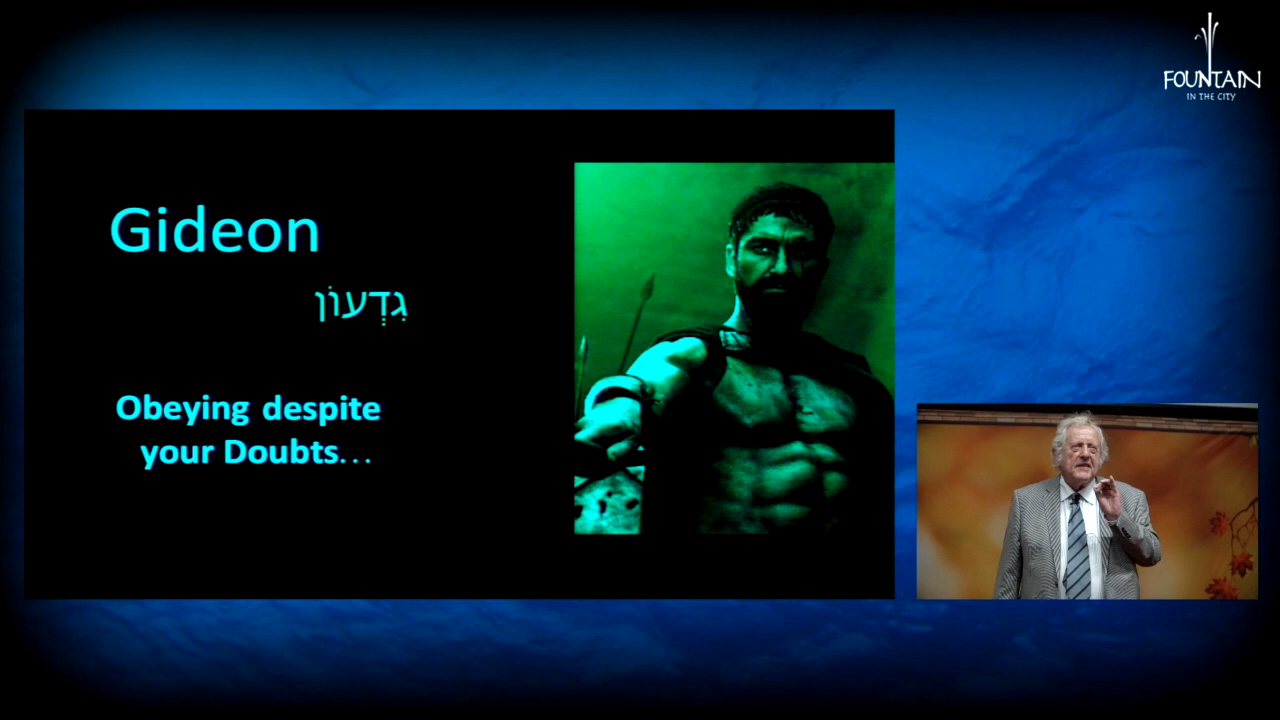 FOUNTAIN
IN THE CITY
Gideon
גִדְעוֹן
Obeying despite
your Doubts...